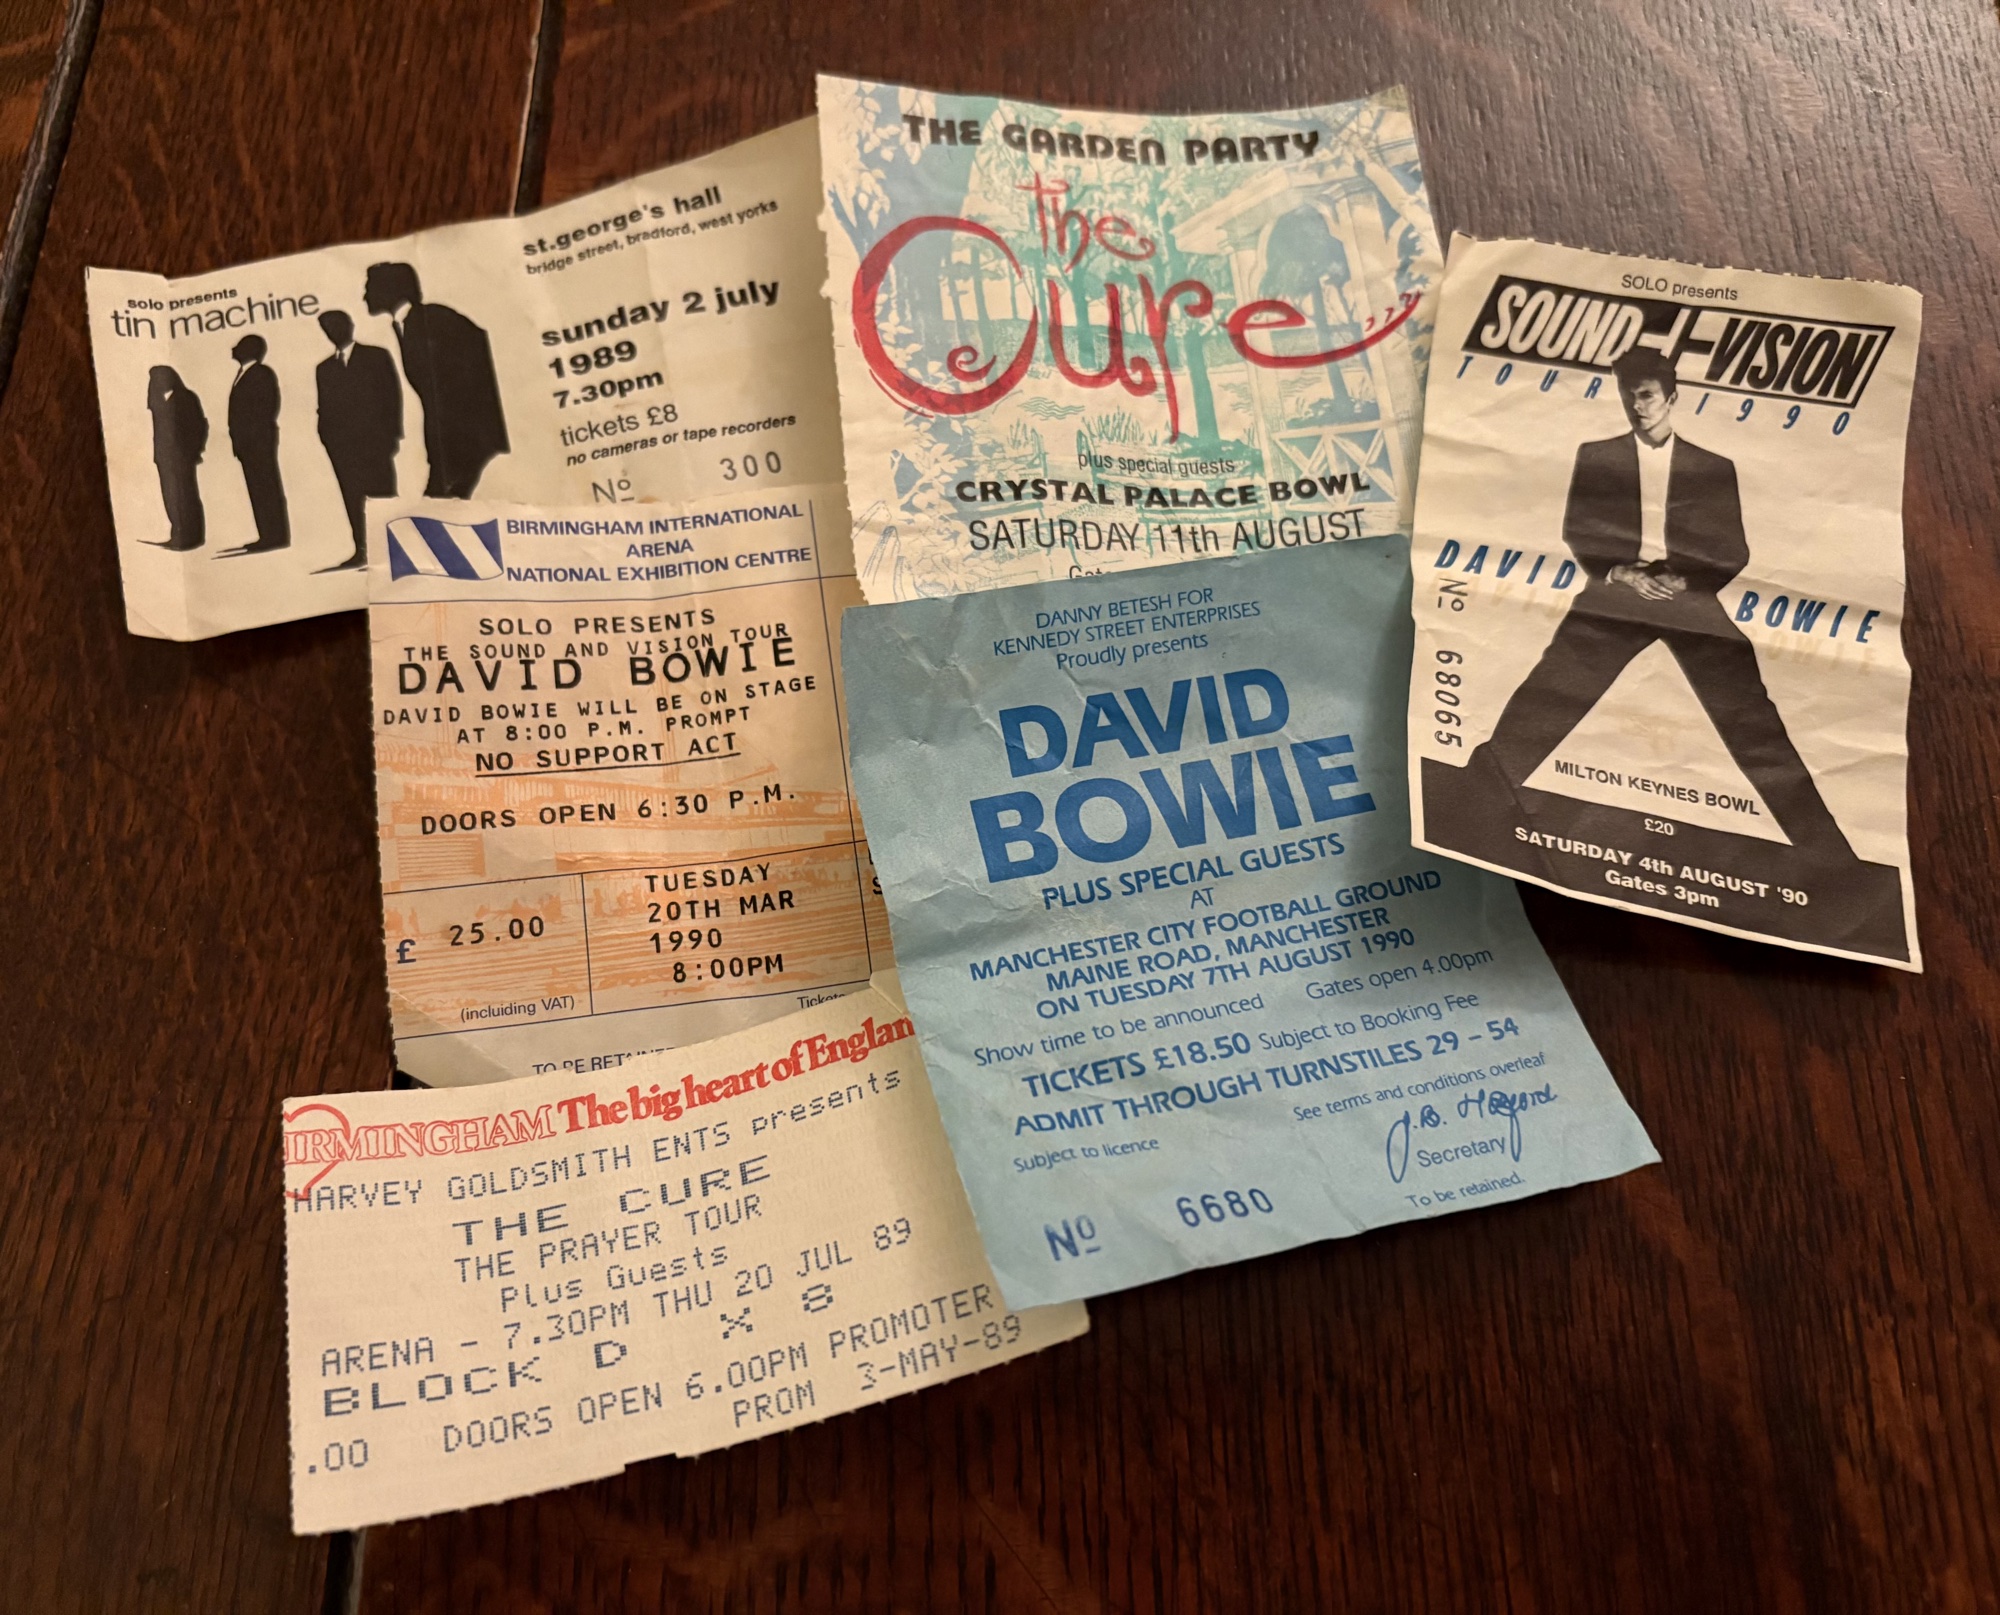 solo presents
tin machine
st.george's hall
bridge street, bradford, west yorks
sunday 2 july
1989
7.30pm
tickets £8
no cameras or tape recorders
Nº 300
THE GARDEN PARTY
the
Cure
plus special guests
CRYSTAL PALACE BOWL
SATURDAY 11th AUGUST
SOLO presents
SOUND+VISION
TOUR 1990
DAVID BOWIE
Nº 68065
MILTON KEYNES BOWL
£20
SATURDAY 4th AUGUST '90
Gates 3pm
BIRMINGHAM INTERNATIONAL
ARENA
NATIONAL EXHIBITION CENTRE
SOLO PRESENTS
THE SOUND AND VISION TOUR
DAVID BOWIE
DAVID BOWIE WILL BE ON STAGE
AT 8:00 P.M. PROMPT
NO SUPPORT ACT
DOORS OPEN 6:30 P.M.
£ 25.00
(incluiding VAT)
TUESDAY
20TH MAR
1990
8:00PM
DANNY BETESH FOR
KENNEDY STREET ENTERPRISES
Proudly presents
DAVID
BOWIE
PLUS SPECIAL GUESTS
AT
MANCHESTER CITY FOOTBALL GROUND
MAINE ROAD, MANCHESTER
ON TUESDAY 7TH AUGUST 1990
Show time to be announced Gates open 4.00pm
TICKETS £18.50 Subject to Booking Fee
ADMIT THROUGH TURNSTILES 29 – 54
See terms and conditions overleaf
Subject to licence
Secretary
To be retained.
Nº 6680
IRMINGHAM The big heart of Englan
HARVEY GOLDSMITH ENTS presents
THE CURE
THE PRAYER TOUR
Plus Guests
ARENA - 7.30PM THU 20 JUL 89
BLOCK D X 8
.00 DOORS OPEN 6.00PM PROMOTER
PROM 3-MAY-89